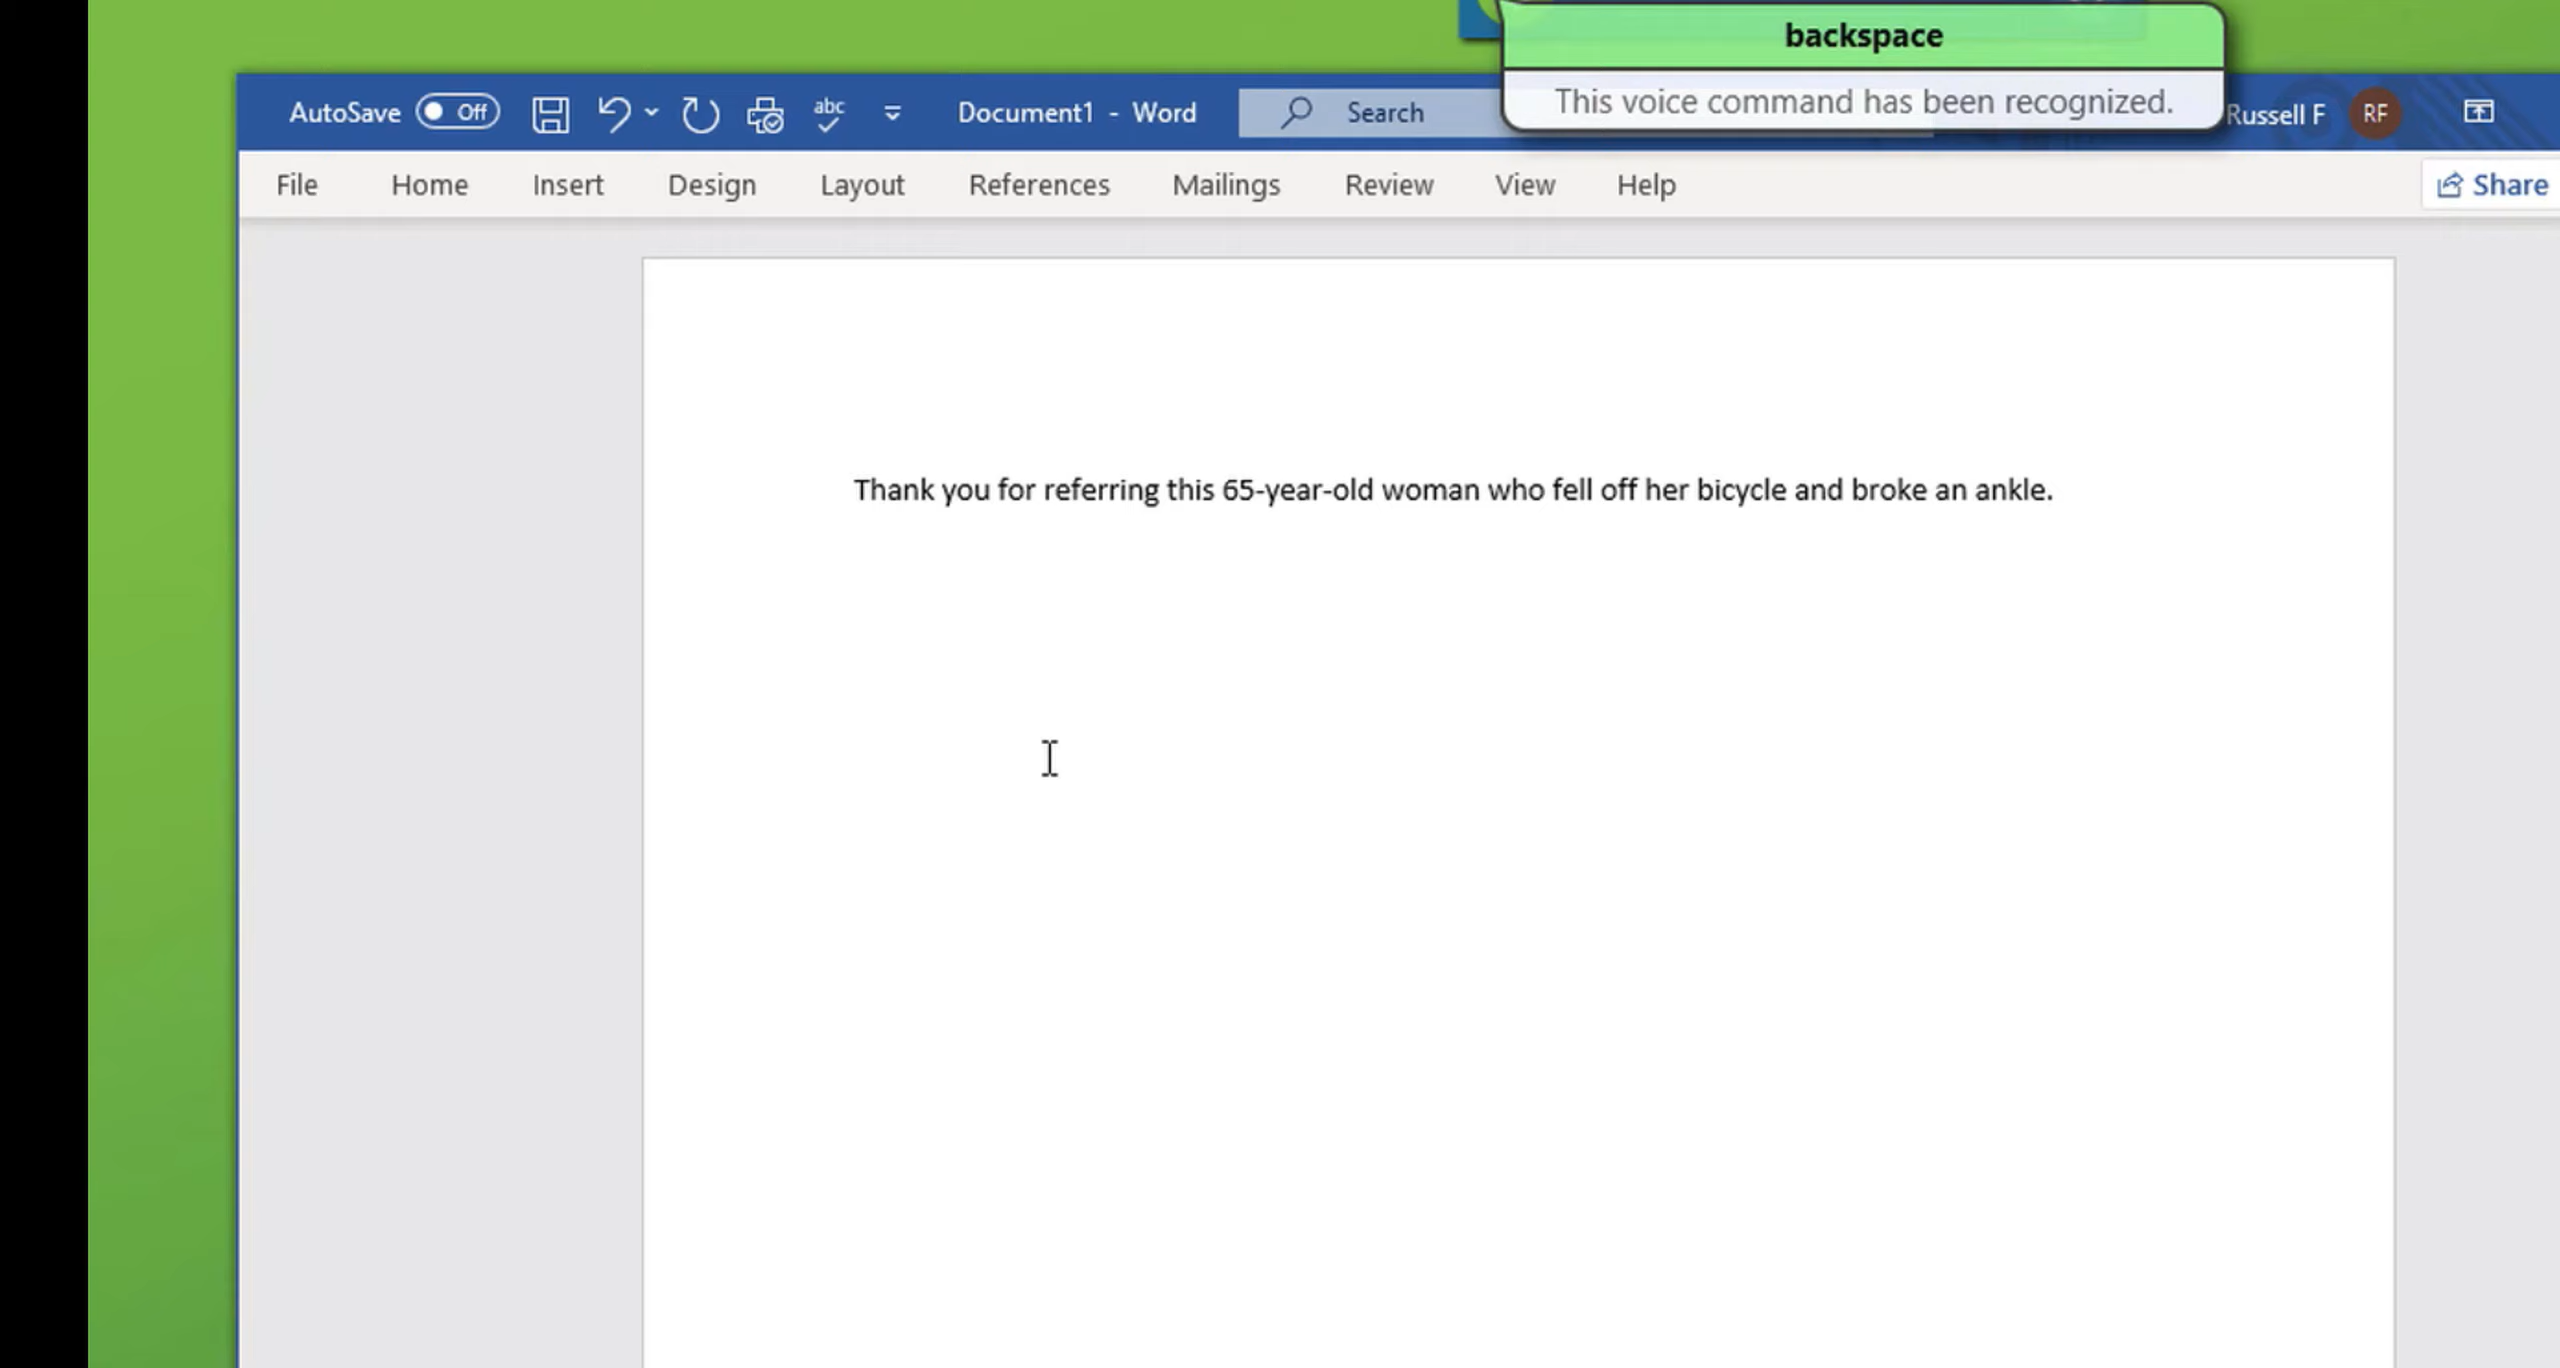 backspace
This voice command has been recognized.
AutoSave Off abc Document1 - Word Search Russell F RF
File Home Insert Design Layout References Mailings Review View Help Share
Thank you for referring this 65-year-old woman who fell off her bicycle and broke an ankle.